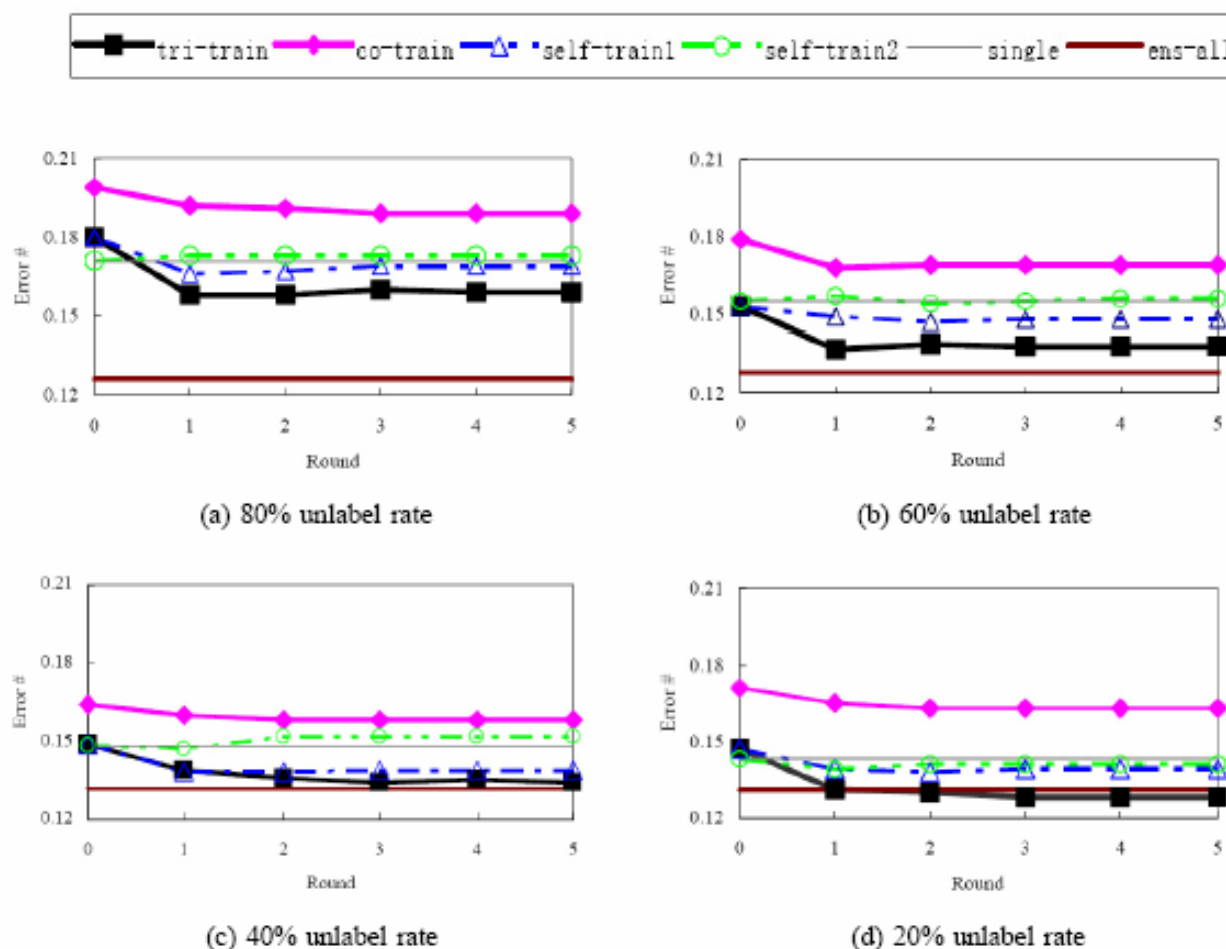 tri-train co-train self-train1 self-train2 single ens-all
0.21
0.18
0.15
0.12
Error #
0 1 2 3 4 5
Round
(a) 80% unlabel rate
0.21
0.18
0.15
0.12
Error #
0 1 2 3 4 5
Round
(b) 60% unlabel rate
0.21
0.18
0.15
0.12
Error #
0 1 2 3 4 5
Round
(c) 40% unlabel rate
0.21
0.18
0.15
0.12
Error #
0 1 2 3 4 5
Round
(d) 20% unlabel rate